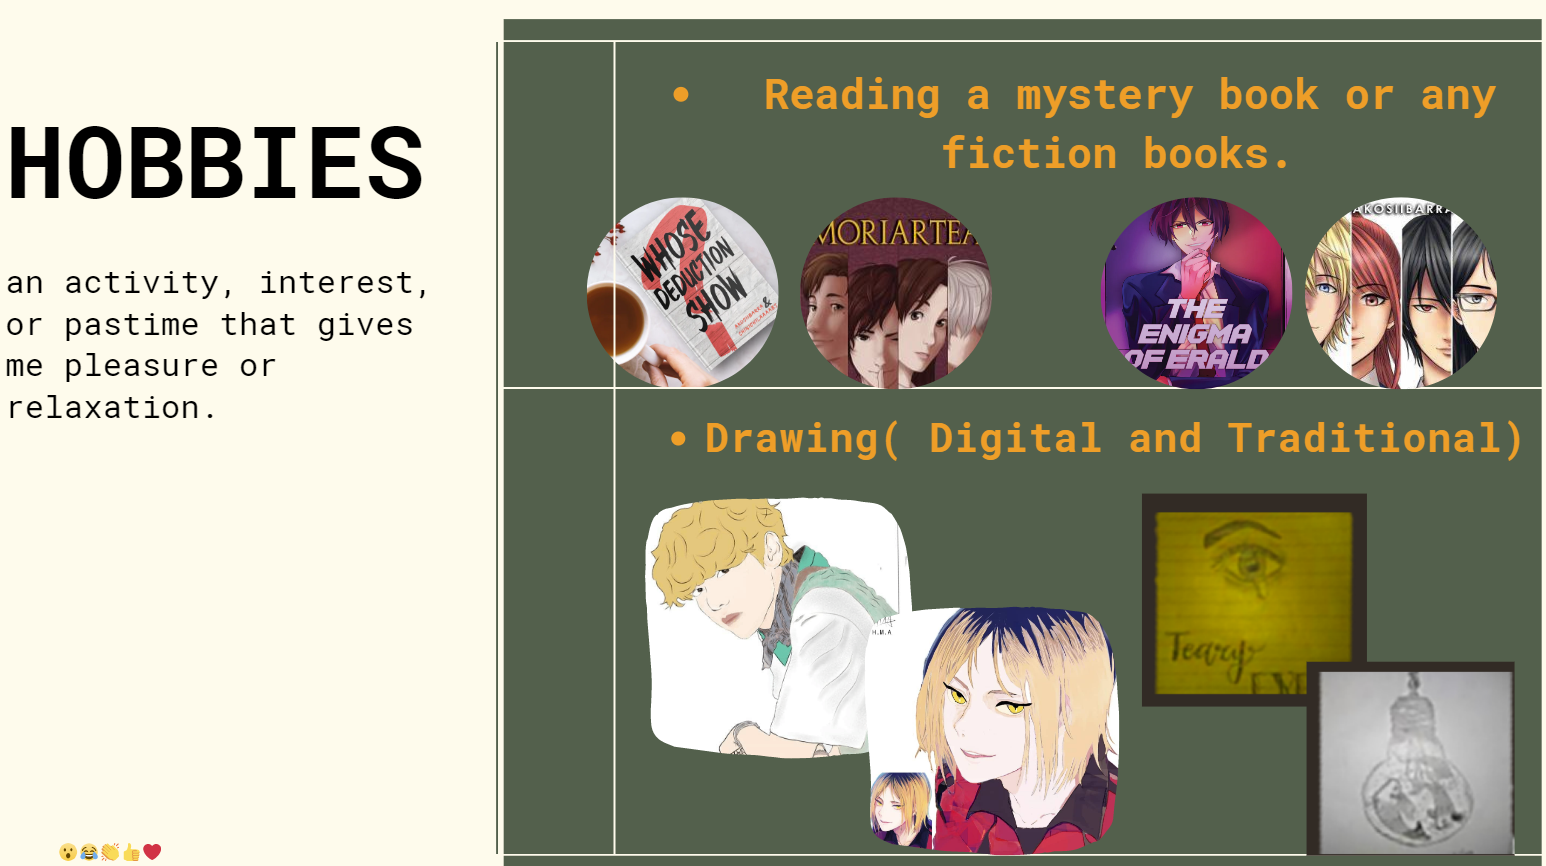 HOBBIES
an activity, interest,
or pastime that gives
me pleasure or
relaxation.
• Reading a mystery book or any
fiction books.
WHOSE
DEDUCTION
SHOW
&
MORIARTEA
THE
ENIGMA
OF ERALD
AKOSIIBARRA
• Drawing( Digital and Traditional)
H.M.A
Teary
EYE